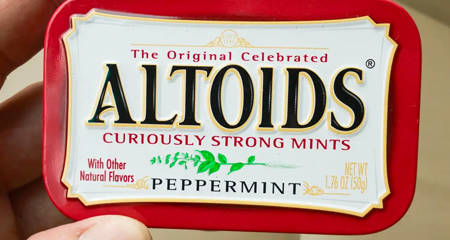 The Original Celebrated
ALTOIDS®
CURIOUSLY STRONG MINTS
With Other
Natural Flavors
NET WT
1.76 OZ (50g)
PEPPERMINT